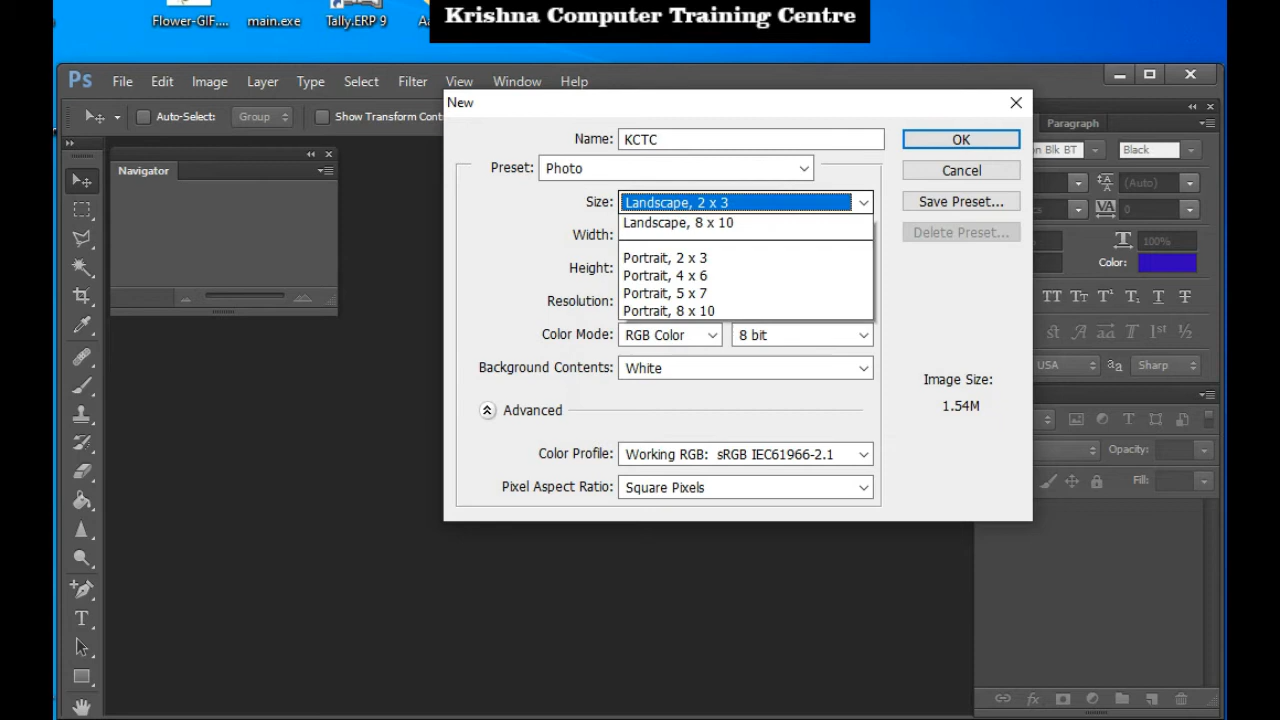 Krishna Computer Training Centre
Flower-GIF....
main.exe
Tally.ERP 9
Ps
File
Edit
Image
Layer
Type
Select
Filter
View
Window
Help
Auto-Select:
Group
Show Transform Cont
New
Name:
KCTC
OK
Preset:
Photo
Cancel
Size:
Landscape, 2 x 3
Save Preset...
Landscape, 8 x 10
Width:
Delete Preset...
Portrait, 2 x 3
Height:
Portrait, 4 x 6
Portrait, 5 x 7
Resolution:
Portrait, 8 x 10
Color Mode:
RGB Color
8 bit
Background Contents:
White
Image Size:
1.54M
Advanced
Color Profile:
Working RGB: sRGB IEC61966-2.1
Pixel Aspect Ratio:
Square Pixels
Navigator
Paragraph
Blk BT
Black
(Auto)
0
100%
Color:
USA
Sharp
Opacity:
Fill: